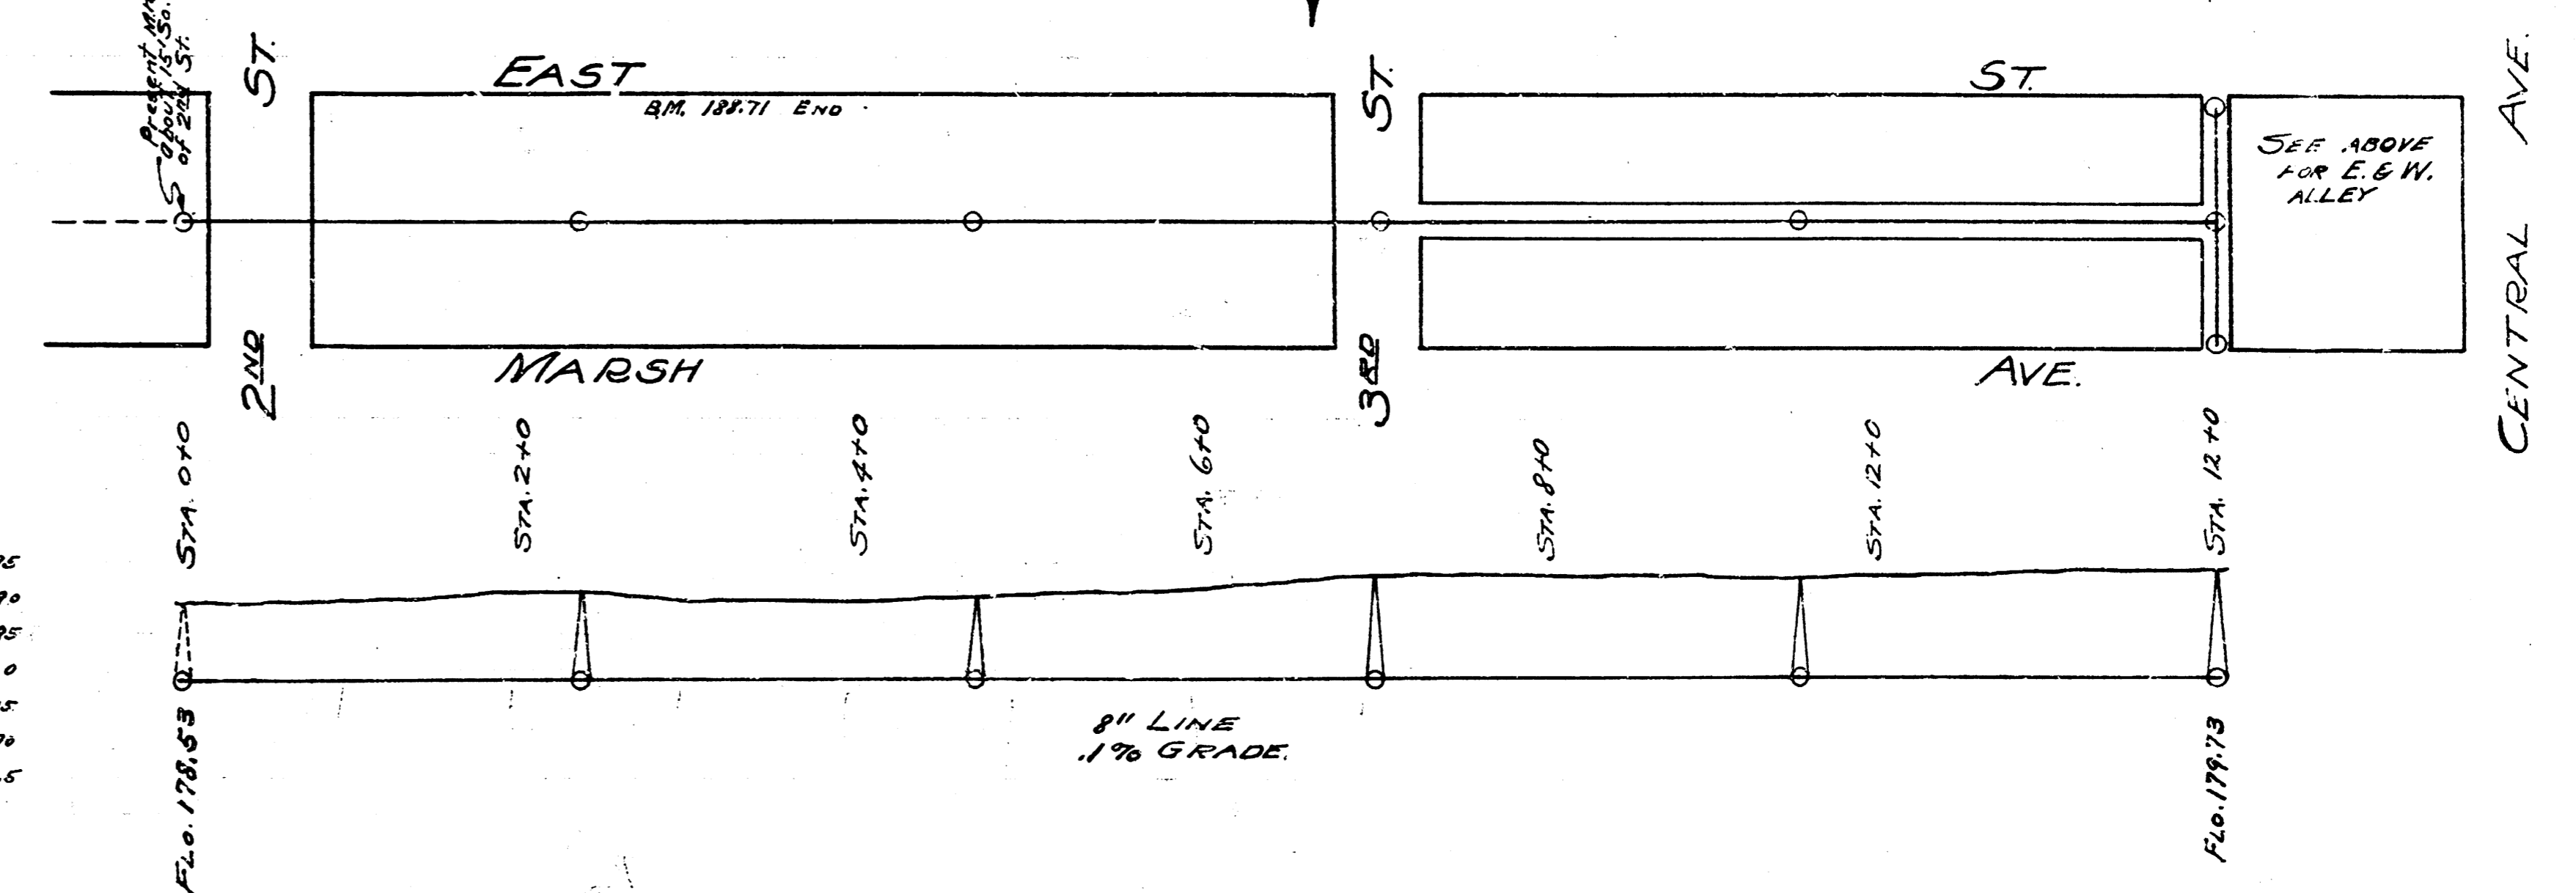 Present M.H.
about 15' So.
of 2nd St.
2ND ST.
EAST ST.
B.M. 188.71 END
3RD ST.
SEE ABOVE
FOR E. & W.
ALLEY
CENTRAL AVE.
MARSH AVE.
STA. 0+0
STA. 2+0
STA. 4+0
STA. 6+0
STA. 8+0
STA. 12+0
STA. 12+0
8" LINE
.1% GRADE.
FLO. 178.53
FLO. 179.73